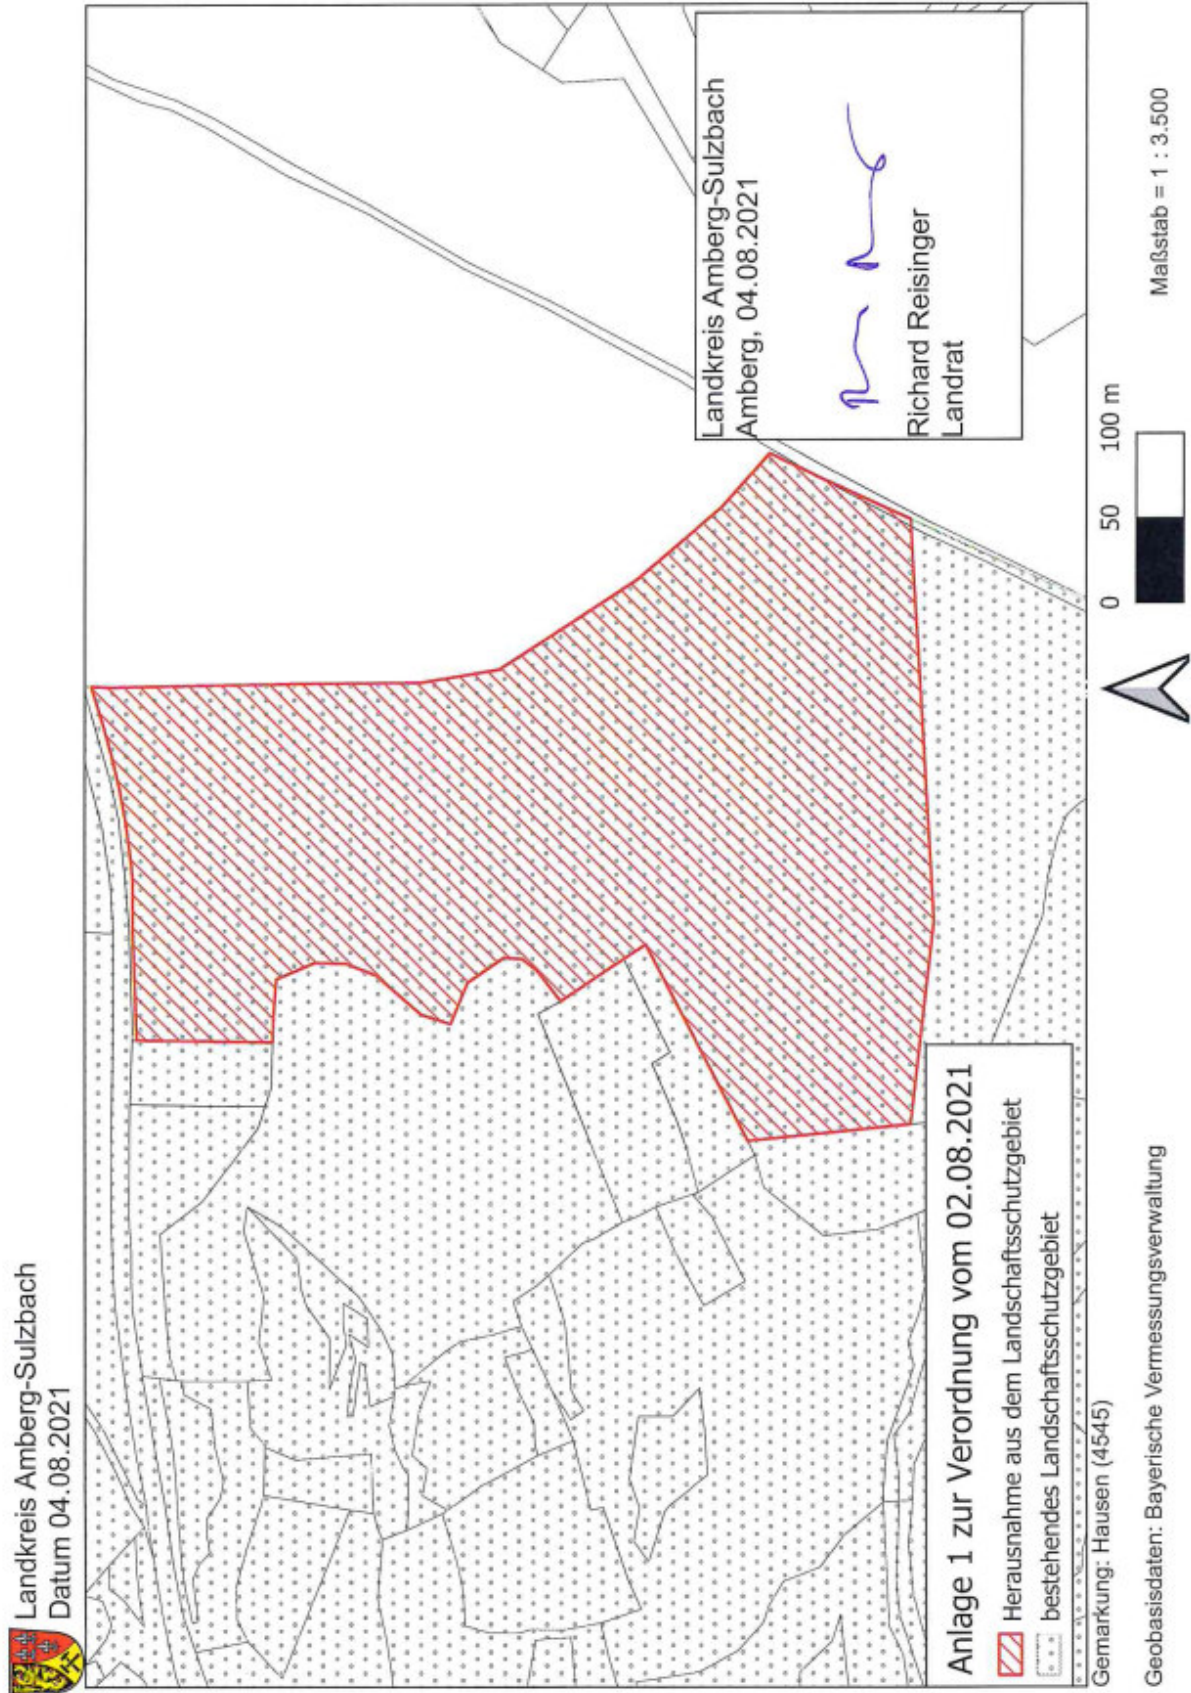 Landkreis Amberg-Sulzbach
Datum 04.08.2021
Landkreis Amberg-Sulzbach
Amberg, 04.08.2021
Richard Reisinger
Landrat
Anlage 1 zur Verordnung vom 02.08.2021
Herausnahme aus dem Landschaftsschutzgebiet
bestehendes Landschaftsschutzgebiet
Gemarkung: Hausen (4545)
0 50 100 m
Maßstab = 1 : 3.500
Geobasisdaten: Bayerische Vermessungsverwaltung